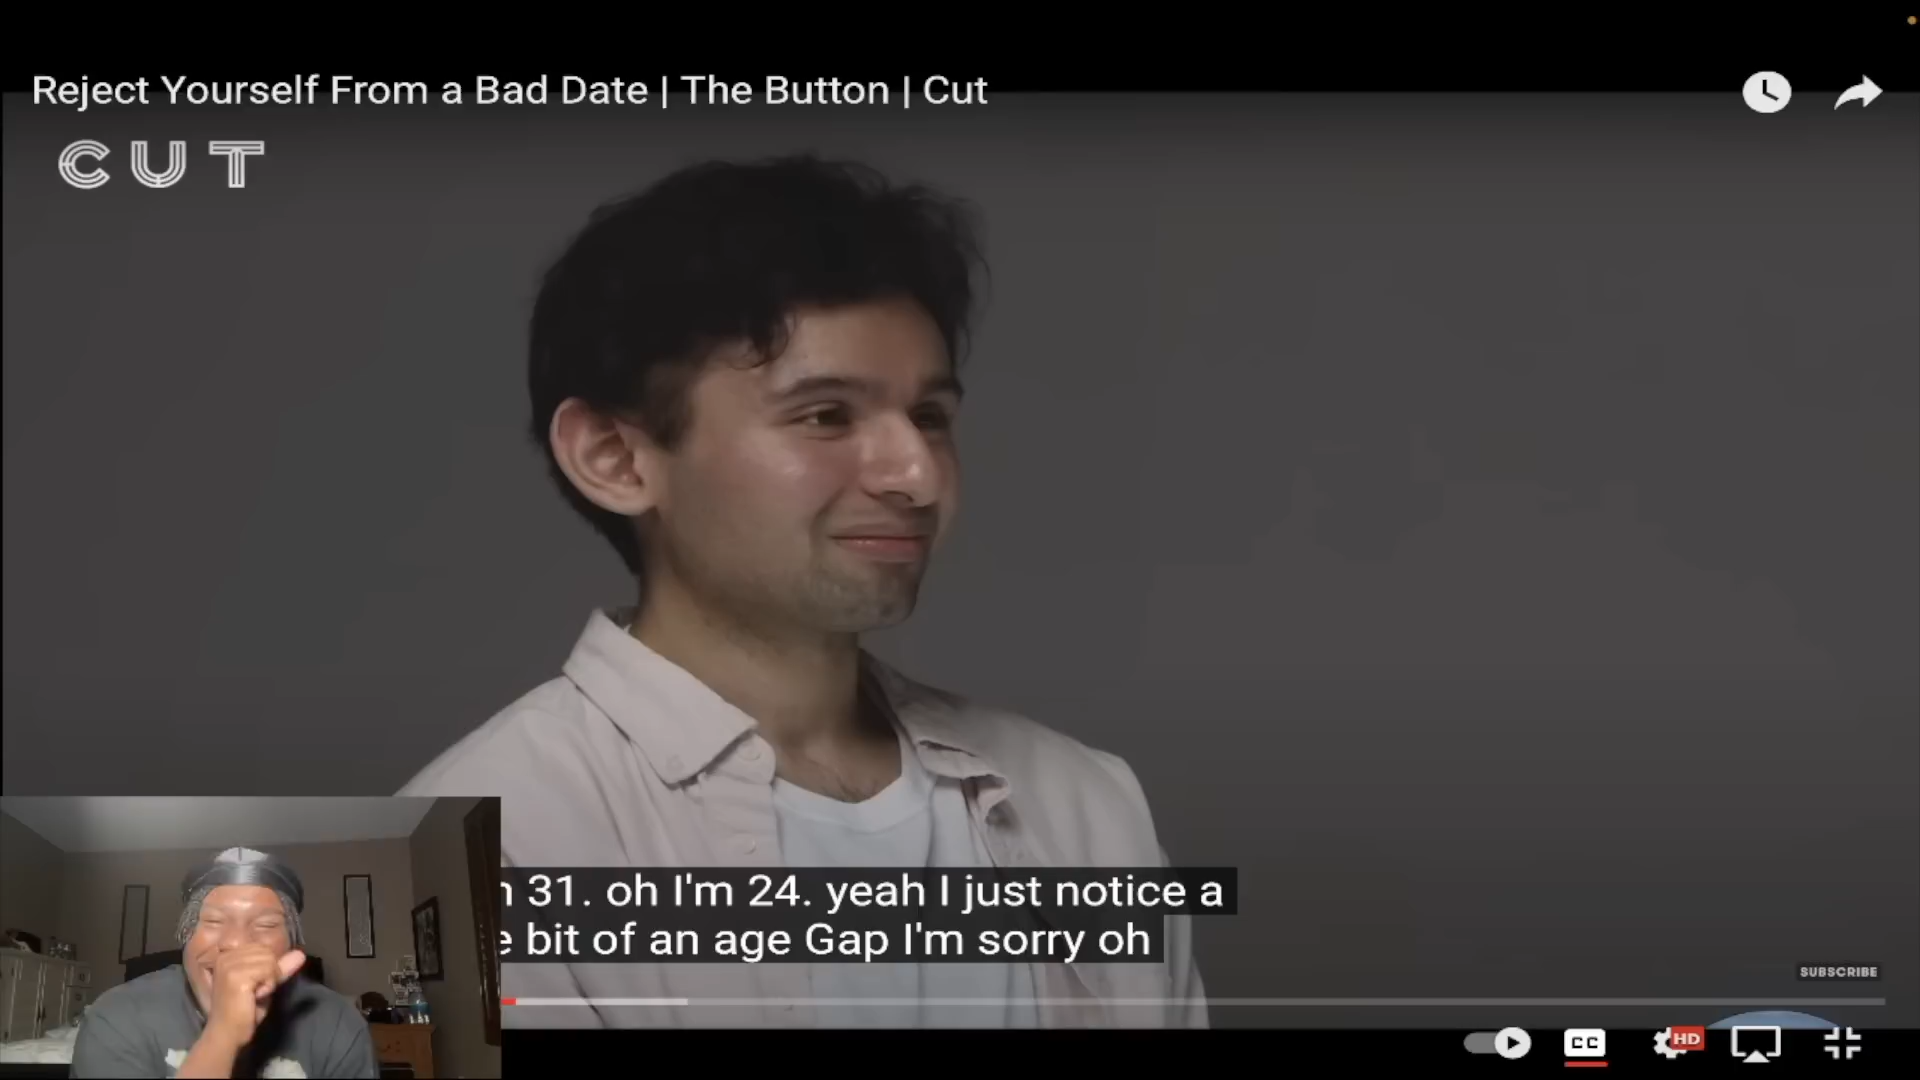 Reject Yourself From a Bad Date | The Button | Cut
CUT
31. oh I'm 24. yeah I just notice a
bit of an age Gap I'm sorry oh
SUBSCRIBE
CC
HD